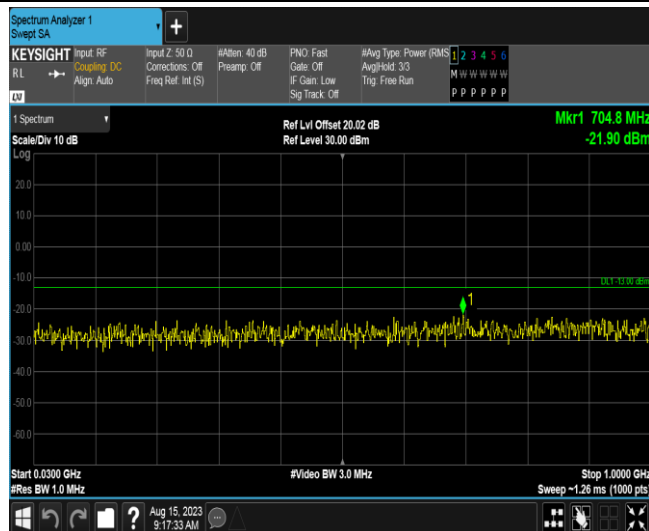 Spectrum Analyzer 1
Swept SA
+
KEYSIGHT
RL
Input: RF
Coupling: DC
Align: Auto
Input Z: 50 Ω
Corrections: Off
Freq Ref: Int (S)
#Atten: 40 dB
Preamp: Off
PNO: Fast
Gate: Off
IF Gain: Low
Sig Track: Off
#Avg Type: Power (RMS
Avg|Hold: 3/3
Trig: Free Run
1 2 3 4 5 6
M W W W W W
P P P P P P
1 Spectrum
Scale/Div 10 dB
Log
Ref Lvl Offset 20.02 dB
Ref Level 30.00 dBm
Mkr1 704.8 MHz
-21.90 dBm
20.0
10.0
0.00
-10.0
DL1 -13.00 dBm
1
-20.0
-30.0
-40.0
-50.0
-60.0
Start 0.0300 GHz
#Res BW 1.0 MHz
#Video BW 3.0 MHz
Stop 1.0000 GHz
Sweep ~1.26 ms (1000 pts)
?
Aug 15, 2023
9:17:33 AM